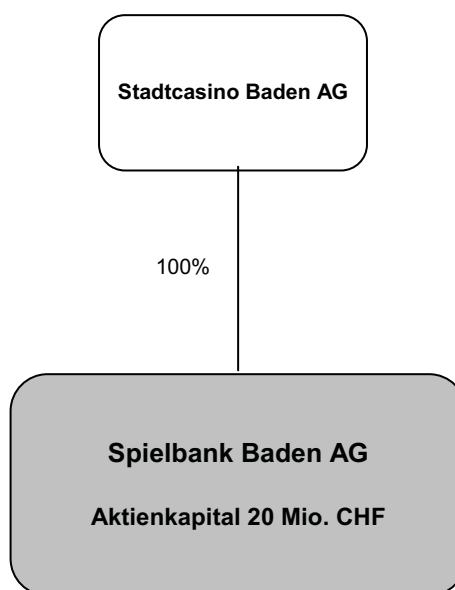 Stadtcasino Baden AG
100%
Spielbank Baden AG
Aktienkapital 20 Mio. CHF